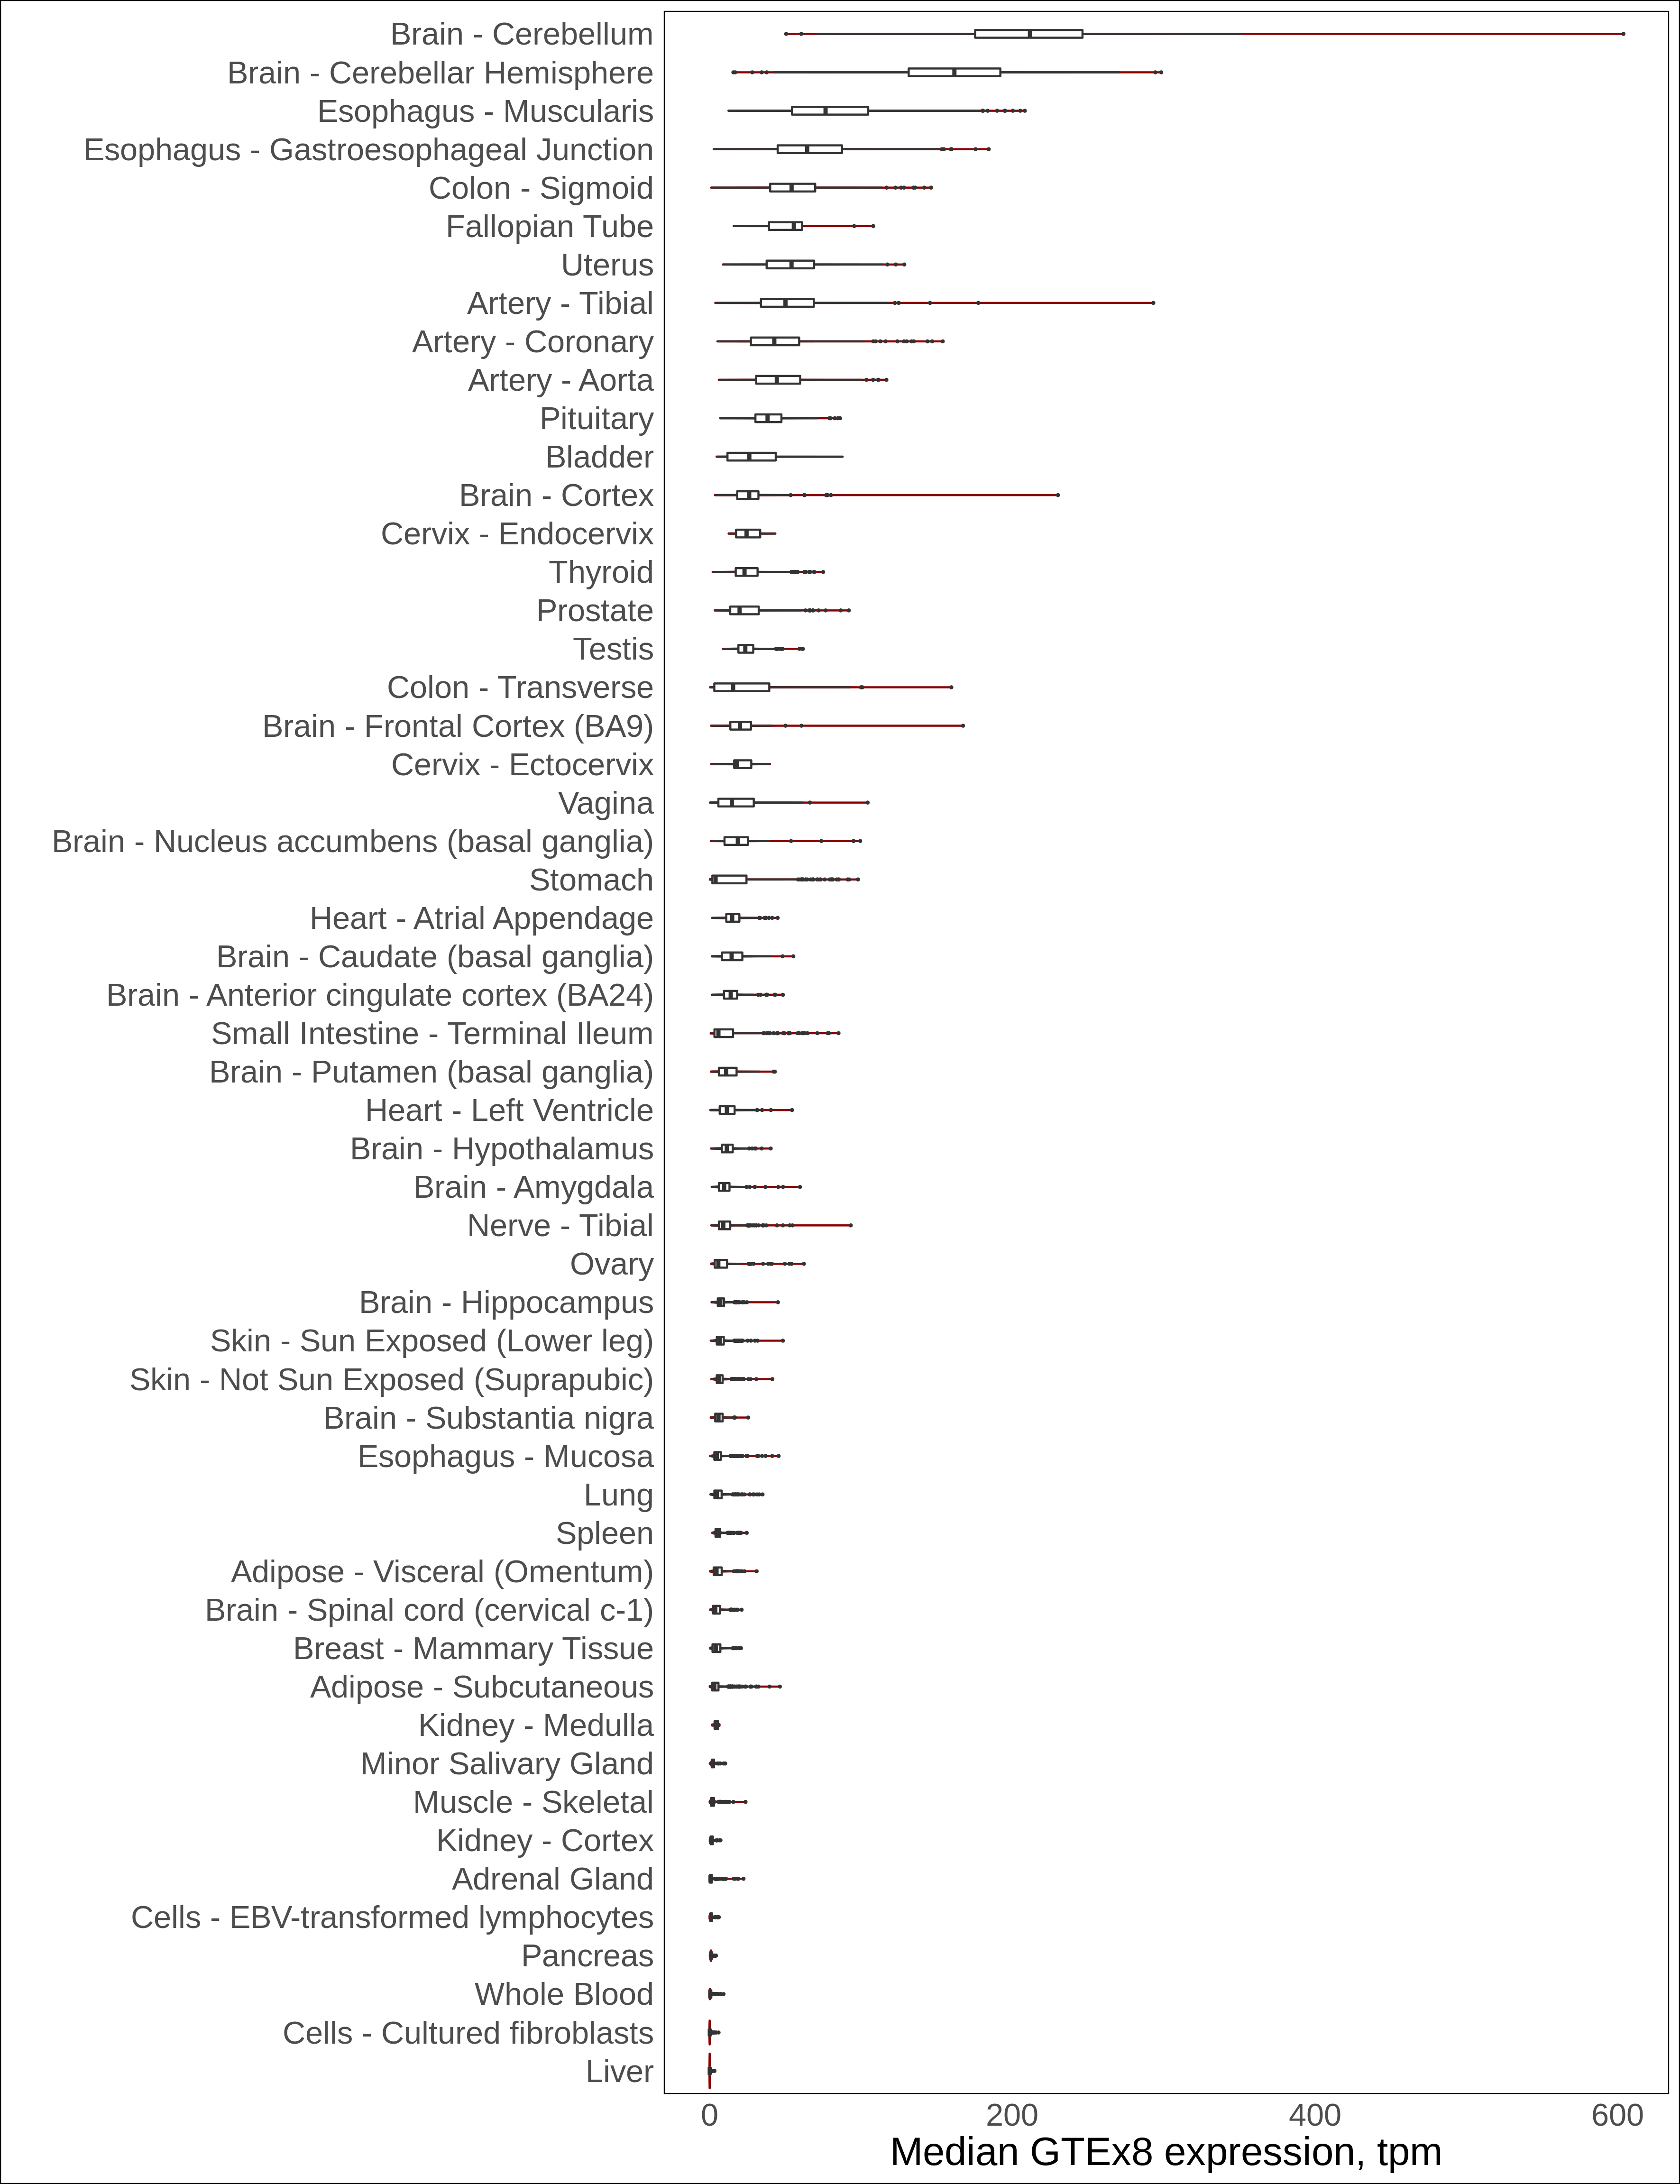 Brain - Cerebellum
Brain - Cerebellar Hemisphere
Esophagus - Muscularis
Esophagus - Gastroesophageal Junction
Colon - Sigmoid
Fallopian Tube
Uterus
Artery - Tibial
Artery - Coronary
Artery - Aorta
Pituitary
Bladder
Brain - Cortex
Cervix - Endocervix
Thyroid
Prostate
Testis
Colon - Transverse
Brain - Frontal Cortex (BA9)
Cervix - Ectocervix
Vagina
Brain - Nucleus accumbens (basal ganglia)
Stomach
Heart - Atrial Appendage
Brain - Caudate (basal ganglia)
Brain - Anterior cingulate cortex (BA24)
Small Intestine - Terminal Ileum
Brain - Putamen (basal ganglia)
Heart - Left Ventricle
Brain - Hypothalamus
Brain - Amygdala
Nerve - Tibial
Ovary
Brain - Hippocampus
Skin - Sun Exposed (Lower leg)
Skin - Not Sun Exposed (Suprapubic)
Brain - Substantia nigra
Esophagus - Mucosa
Lung
Spleen
Adipose - Visceral (Omentum)
Brain - Spinal cord (cervical c-1)
Breast - Mammary Tissue
Adipose - Subcutaneous
Kidney - Medulla
Minor Salivary Gland
Muscle - Skeletal
Kidney - Cortex
Adrenal Gland
Cells - EBV-transformed lymphocytes
Pancreas
Whole Blood
Cells - Cultured fibroblasts
Liver
0 200 400 600
Median GTEx8 expression, tpm